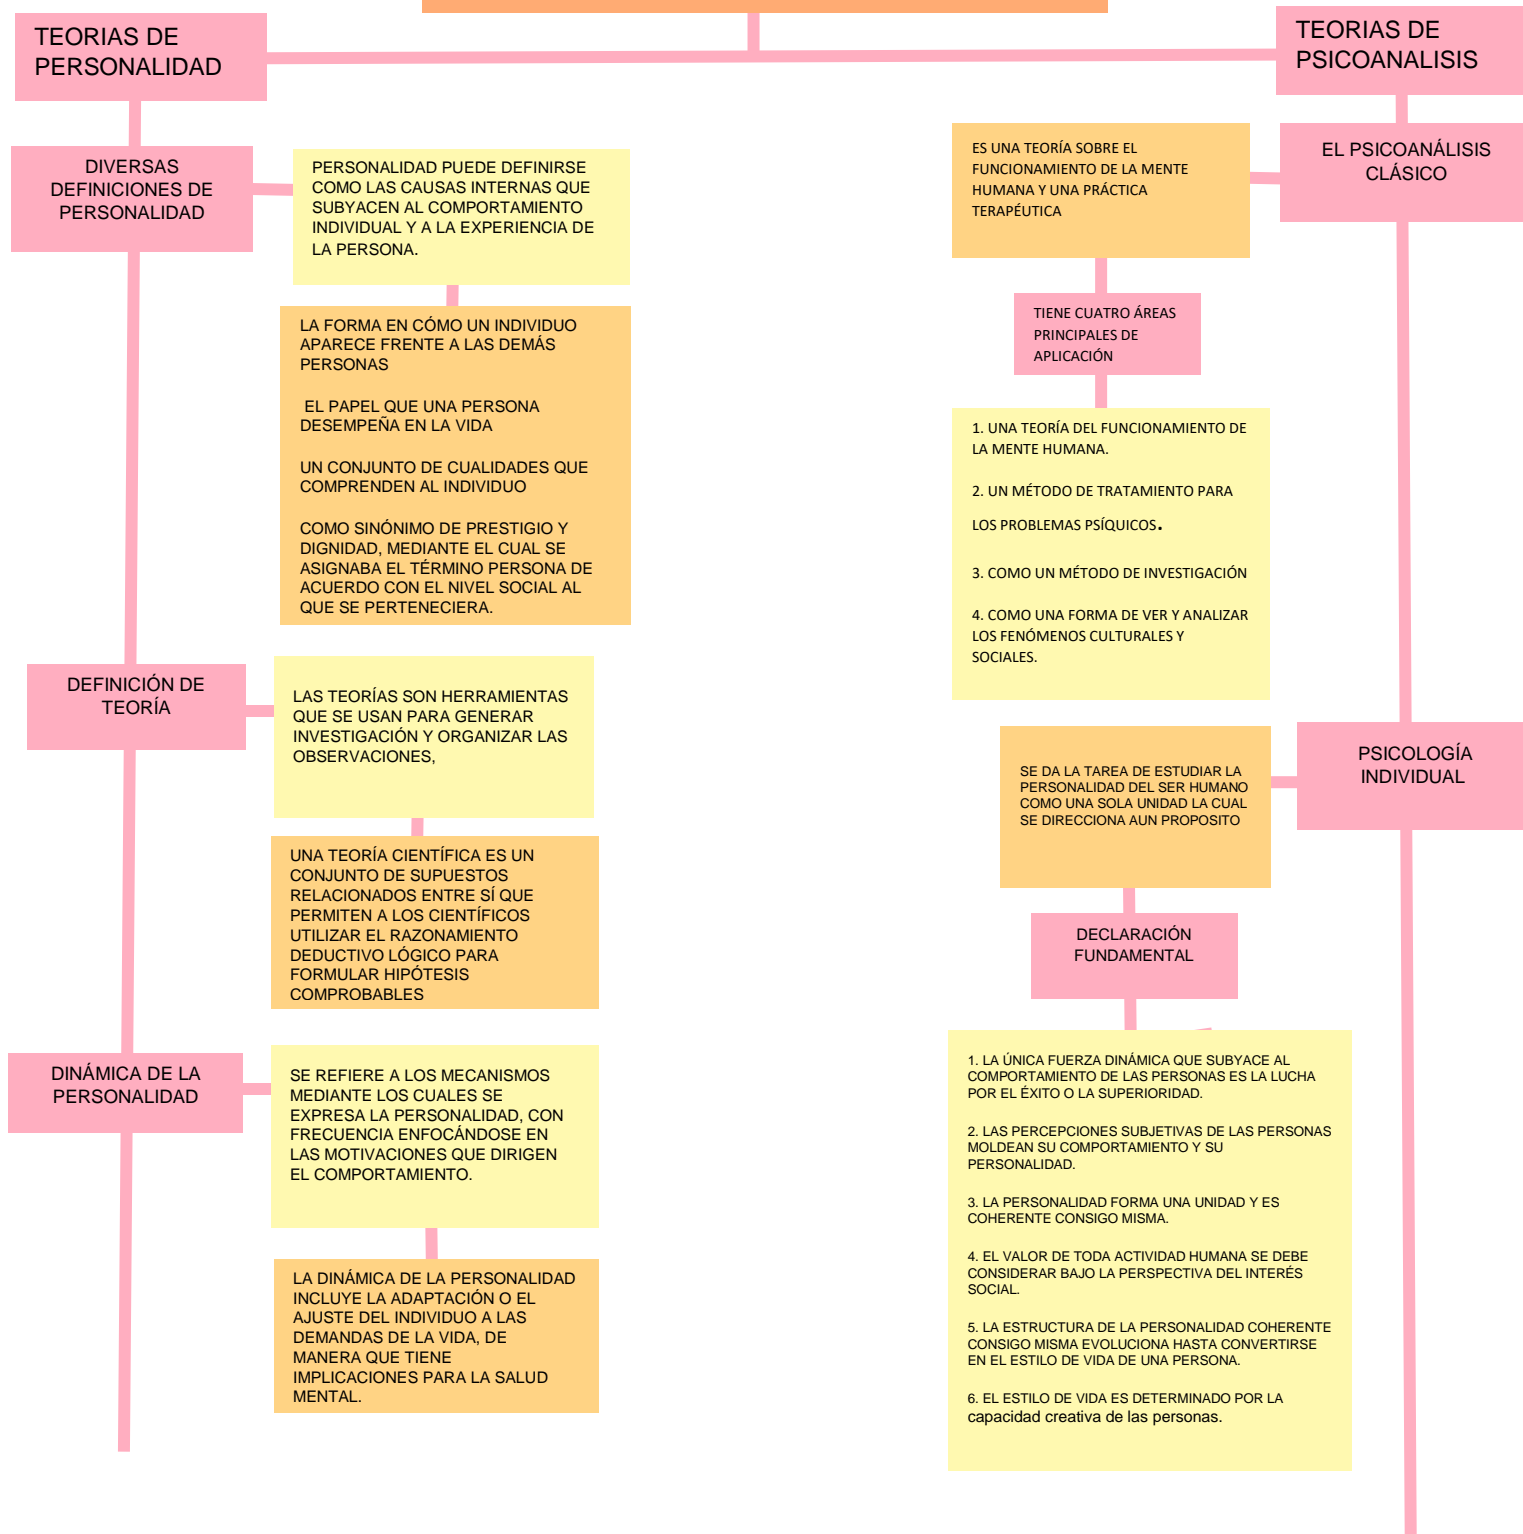 TEORIAS DE
PERSONALIDAD
DIVERSAS
DEFINICIONES DE
PERSONALIDAD
PERSONALIDAD PUEDE DEFINIRSE
COMO LAS CAUSAS INTERNAS QUE
SUBYACEN AL COMPORTAMIENTO
INDIVIDUAL Y A LA EXPERIENCIA DE
LA PERSONA.
LA FORMA EN CÓMO UN INDIVIDUO
APARECE FRENTE A LAS DEMÁS
PERSONAS
EL PAPEL QUE UNA PERSONA
DESEMPEÑA EN LA VIDA
UN CONJUNTO DE CUALIDADES QUE
COMPRENDEN AL INDIVIDUO
COMO SINÓNIMO DE PRESTIGIO Y
DIGNIDAD, MEDIANTE EL CUAL SE
ASIGNABA EL TÉRMINO PERSONA DE
ACUERDO CON EL NIVEL SOCIAL AL
QUE SE PERTENECIERA.
DEFINICIÓN DE
TEORÍA
LAS TEORÍAS SON HERRAMIENTAS
QUE SE USAN PARA GENERAR
INVESTIGACIÓN Y ORGANIZAR LAS
OBSERVACIONES,
UNA TEORÍA CIENTÍFICA ES UN
CONJUNTO DE SUPUESTOS
RELACIONADOS ENTRE SÍ QUE
PERMITEN A LOS CIENTÍFICOS
UTILIZAR EL RAZONAMIENTO
DEDUCTIVO LÓGICO PARA
FORMULAR HIPÓTESIS
COMPROBABLES
DINÁMICA DE LA
PERSONALIDAD
SE REFIERE A LOS MECANISMOS
MEDIANTE LOS CUALES SE
EXPRESA LA PERSONALIDAD, CON
FRECUENCIA ENFOCÁNDOSE EN
LAS MOTIVACIONES QUE DIRIGEN
EL COMPORTAMIENTO.
LA DINÁMICA DE LA PERSONALIDAD
INCLUYE LA ADAPTACIÓN O EL
AJUSTE DEL INDIVIDUO A LAS
DEMANDAS DE LA VIDA, DE
MANERA QUE TIENE
IMPLICACIONES PARA LA SALUD
MENTAL.
TEORIAS DE
PSICOANALISIS
EL PSICOANÁLISIS
CLÁSICO
ES UNA TEORÍA SOBRE EL
FUNCIONAMIENTO DE LA MENTE
HUMANA Y UNA PRÁCTICA
TERAPÉUTICA
TIENE CUATRO ÁREAS
PRINCIPALES DE
APLICACIÓN
1. UNA TEORÍA DEL FUNCIONAMIENTO DE
LA MENTE HUMANA.
2. UN MÉTODO DE TRATAMIENTO PARA
LOS PROBLEMAS PSÍQUICOS.
3. COMO UN MÉTODO DE INVESTIGACIÓN
4. COMO UNA FORMA DE VER Y ANALIZAR
LOS FENÓMENOS CULTURALES Y
SOCIALES.
PSICOLOGÍA
INDIVIDUAL
SE DA LA TAREA DE ESTUDIAR LA
PERSONALIDAD DEL SER HUMANO
COMO UNA SOLA UNIDAD LA CUAL
SE DIRECCIONA AUN PROPOSITO
DECLARACIÓN
FUNDAMENTAL
1. LA ÚNICA FUERZA DINÁMICA QUE SUBYACE AL
COMPORTAMIENTO DE LAS PERSONAS ES LA LUCHA
POR EL ÉXITO O LA SUPERIORIDAD.
2. LAS PERCEPCIONES SUBJETIVAS DE LAS PERSONAS
MOLDEAN SU COMPORTAMIENTO Y SU
PERSONALIDAD.
3. LA PERSONALIDAD FORMA UNA UNIDAD Y ES
COHERENTE CONSIGO MISMA.
4. EL VALOR DE TODA ACTIVIDAD HUMANA SE DEBE
CONSIDERAR BAJO LA PERSPECTIVA DEL INTERÉS
SOCIAL.
5. LA ESTRUCTURA DE LA PERSONALIDAD COHERENTE
CONSIGO MISMA EVOLUCIONA HASTA CONVERTIRSE
EN EL ESTILO DE VIDA DE UNA PERSONA.
6. EL ESTILO DE VIDA ES DETERMINADO POR LA
capacidad creativa de las personas.